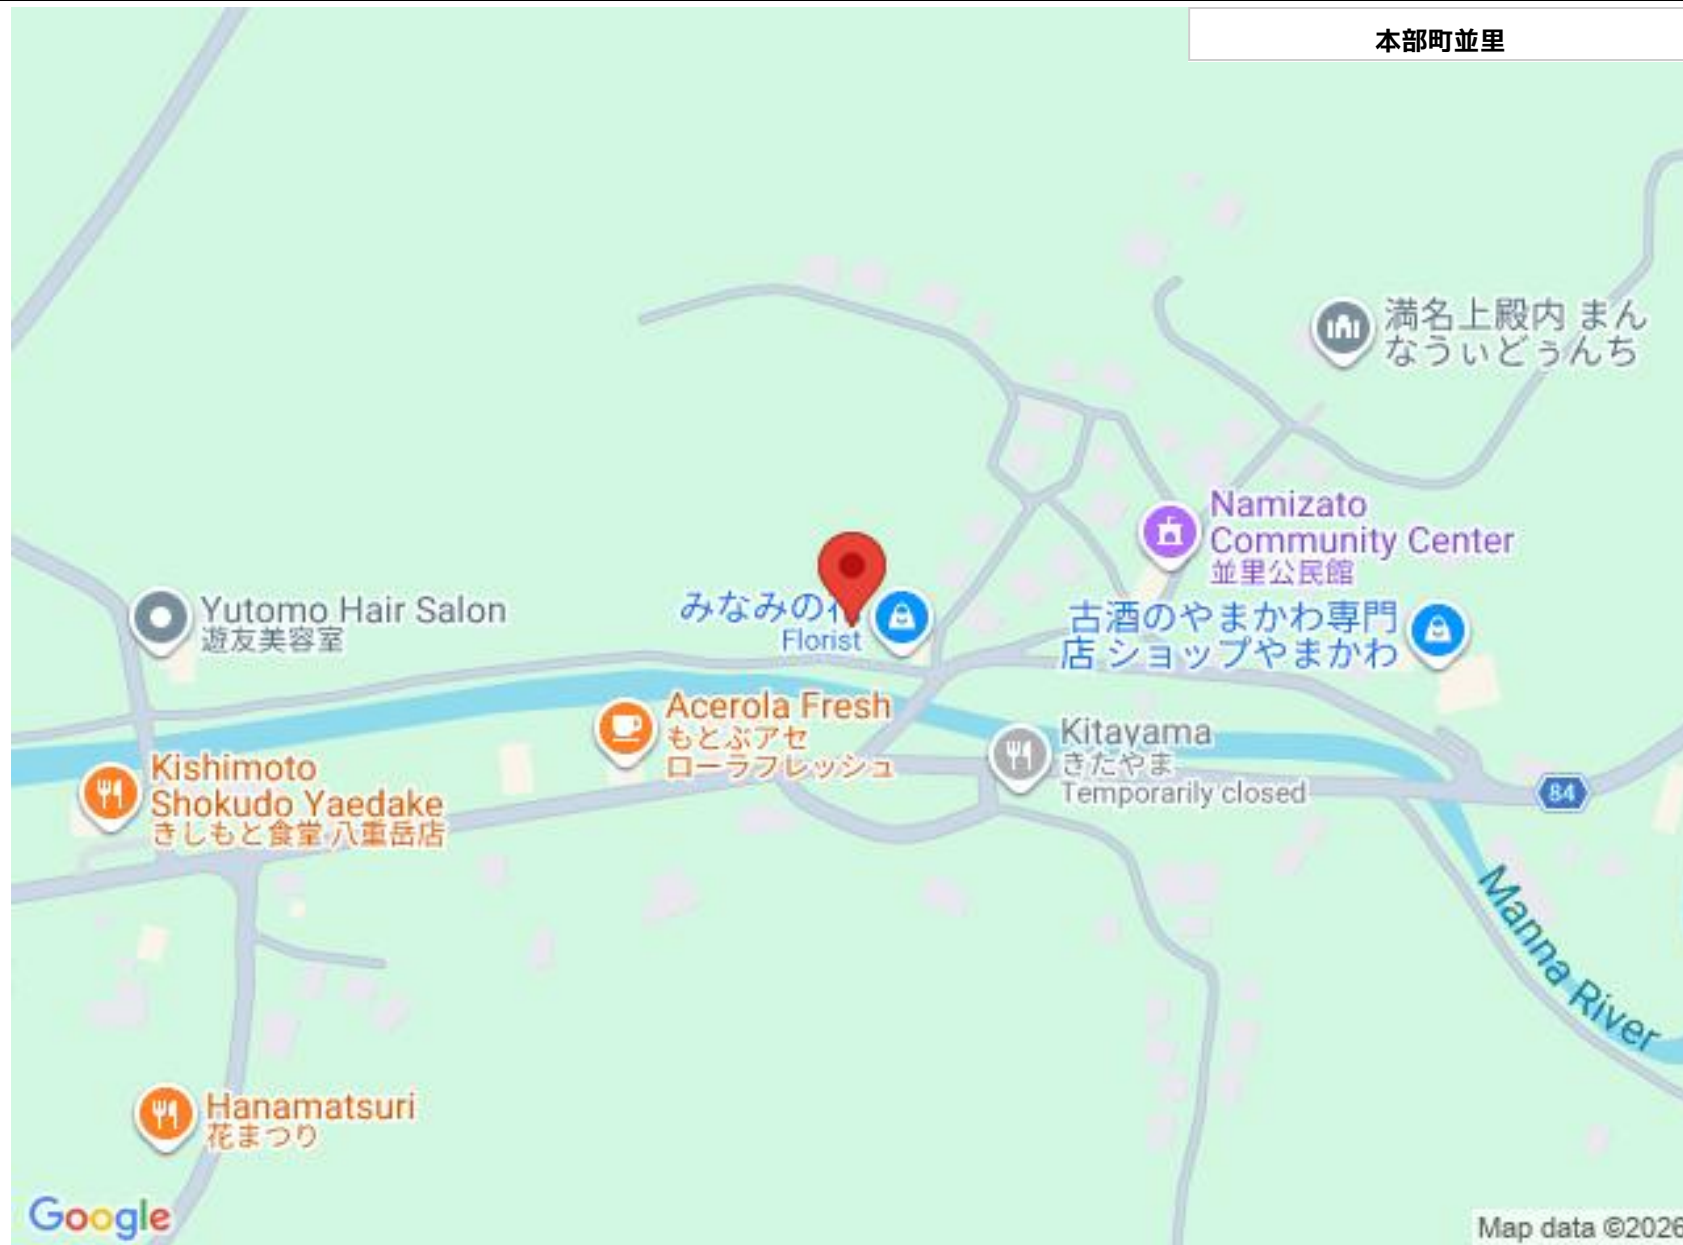 本部町並里
満名上殿内 まん
なうぃどぅんち
Namizato
Community Center
並里公民館
Yutomo Hair Salon
遊友美容室
みなみの
Florist
古酒のやまかわ専門
店 ショップやまかわ
Acerola Fresh
もとぶアセ
ローラフレッシュ
Kitayama
きたやま
Temporarily closed
84
Kishimoto
Shokudo Yaedake
きしもと食堂 八重岳店
Manna River
Hanamatsuri
花まつり
Google
Map data ©2026